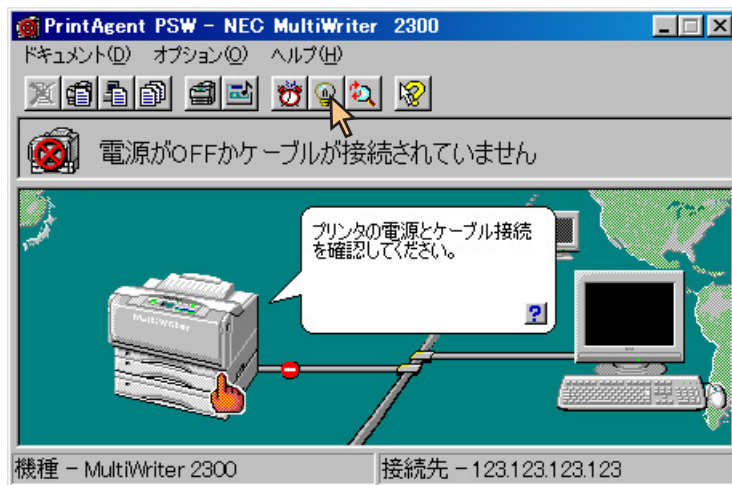 PrintAgent PSW - NEC MultiWriter 2300
ドキュメント(D) オプション(O) ヘルプ(H)
電源がOFFかケーブルが接続されていません
プリンタの電源とケーブル接続
を確認してください。
?
MultiWriter
機種 - MultiWriter 2300
接続先 - 123.123.123.123